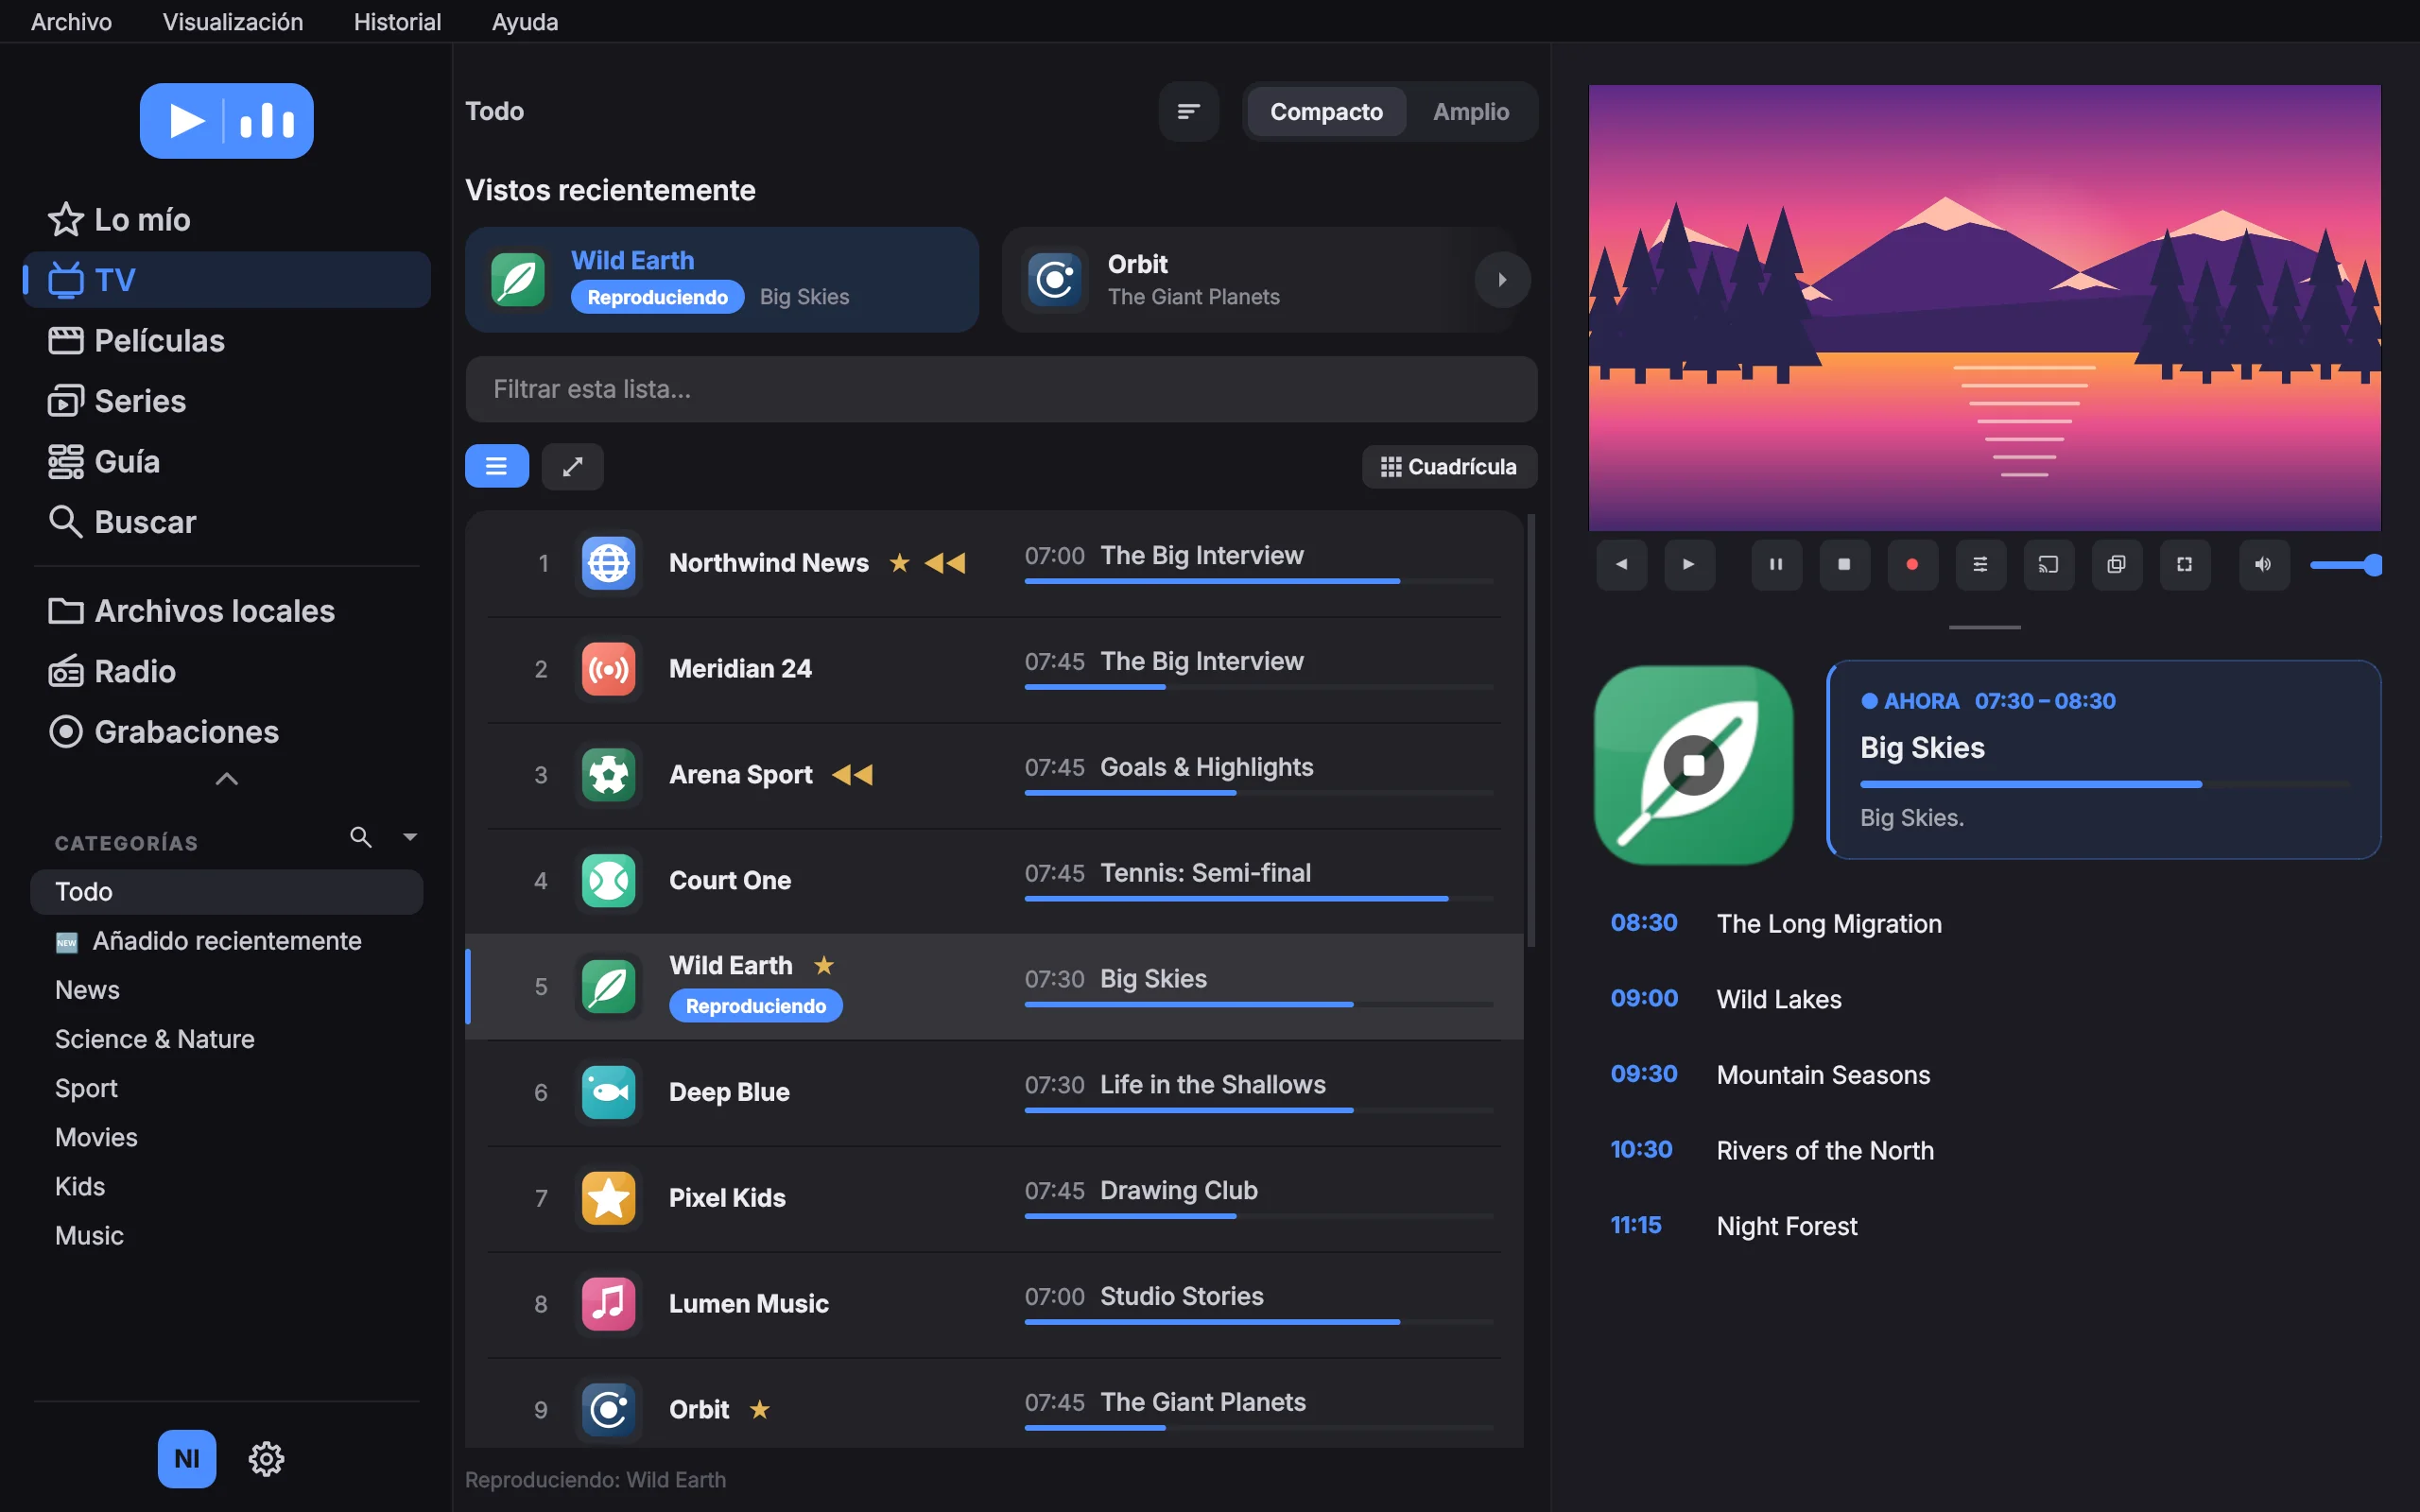 Archivo Visualización Historial Ayuda
Lo mío
TV
Películas
Series
Guía
Buscar
Archivos locales
Radio
Grabaciones
CATEGORÍAS
Todo
NEW Añadido recientemente
News
Science & Nature
Sport
Movies
Kids
Music
NI
Todo
Compacto Amplio
Vistos recientemente
Wild Earth
Reproduciendo Big Skies
Orbit
The Giant Planets
Filtrar esta lista...
Cuadrícula
1 Northwind News 07:00 The Big Interview
2 Meridian 24 07:45 The Big Interview
3 Arena Sport 07:45 Goals & Highlights
4 Court One 07:45 Tennis: Semi-final
5 Wild Earth 07:30 Big Skies
Reproduciendo
6 Deep Blue 07:30 Life in the Shallows
7 Pixel Kids 07:45 Drawing Club
8 Lumen Music 07:00 Studio Stories
9 Orbit 07:45 The Giant Planets
Reproduciendo: Wild Earth
AHORA 07:30 – 08:30
Big Skies
Big Skies.
08:30 The Long Migration
09:00 Wild Lakes
09:30 Mountain Seasons
10:30 Rivers of the North
11:15 Night Forest